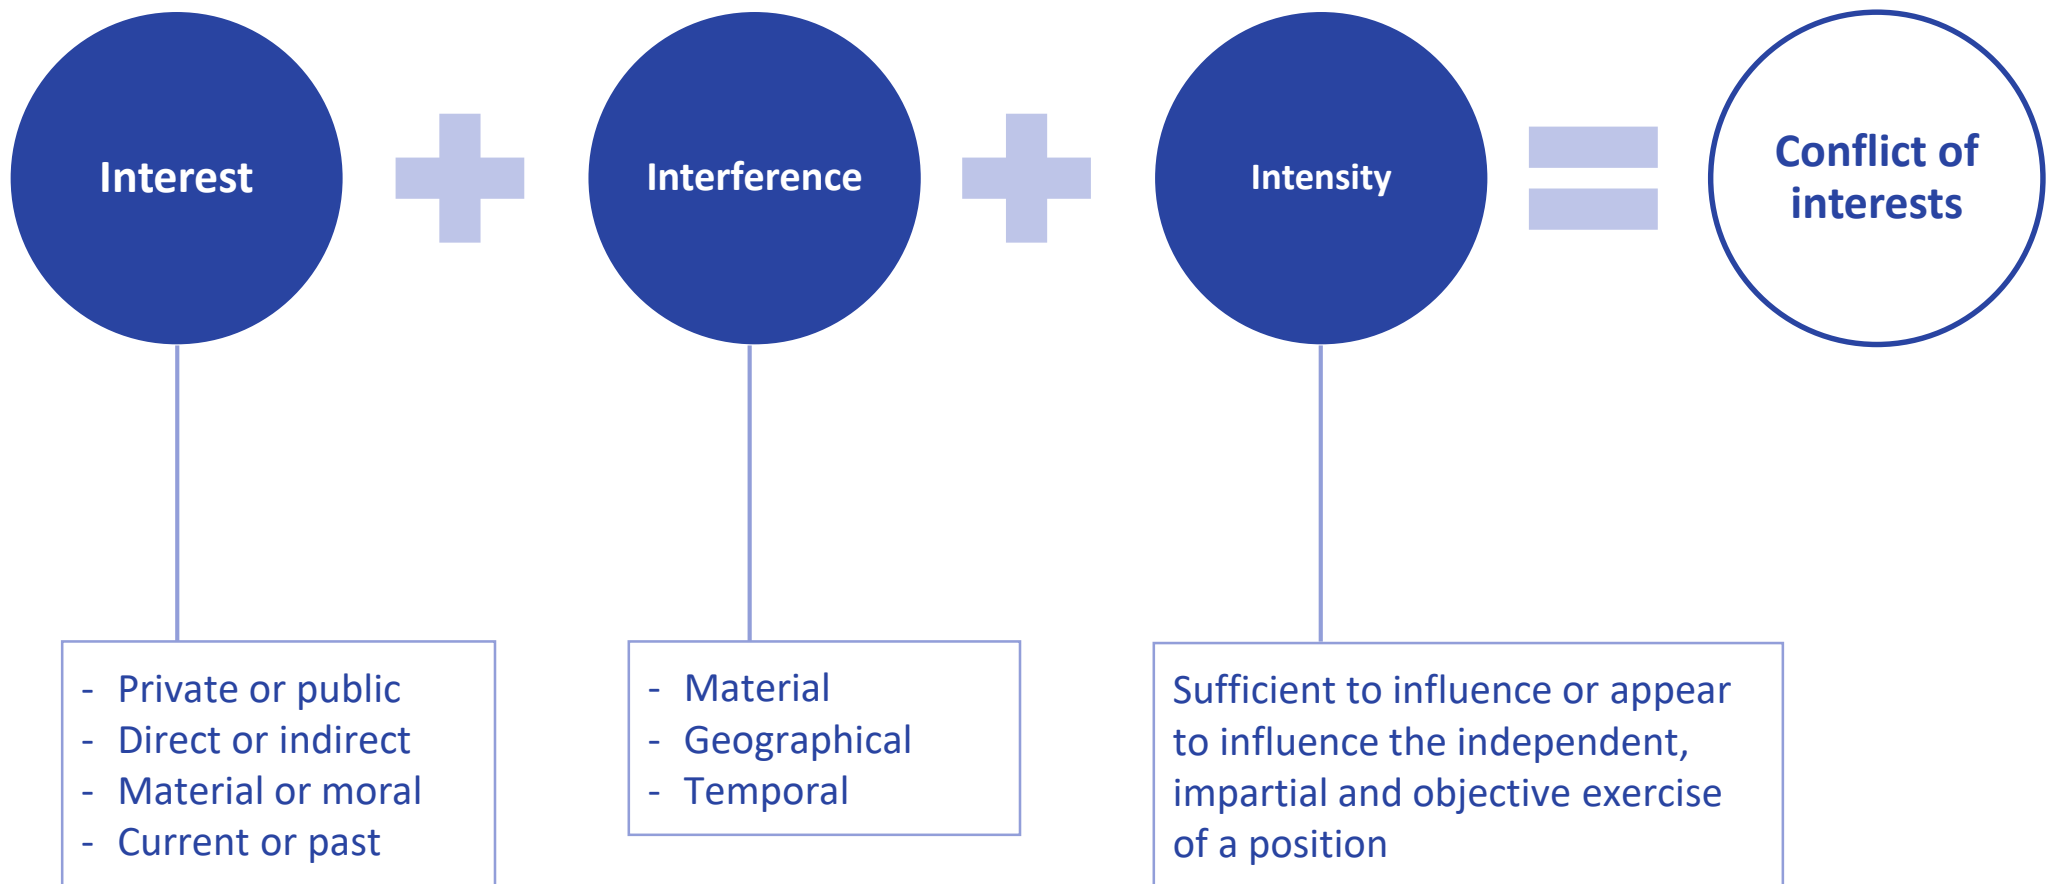 Interest
Interference
Intensity
Conflict of
interests
- Private or public
- Direct or indirect
- Material or moral
- Current or past
- Material
- Geographical
- Temporal
Sufficient to influence or appear
to influence the independent,
impartial and objective exercise
of a position